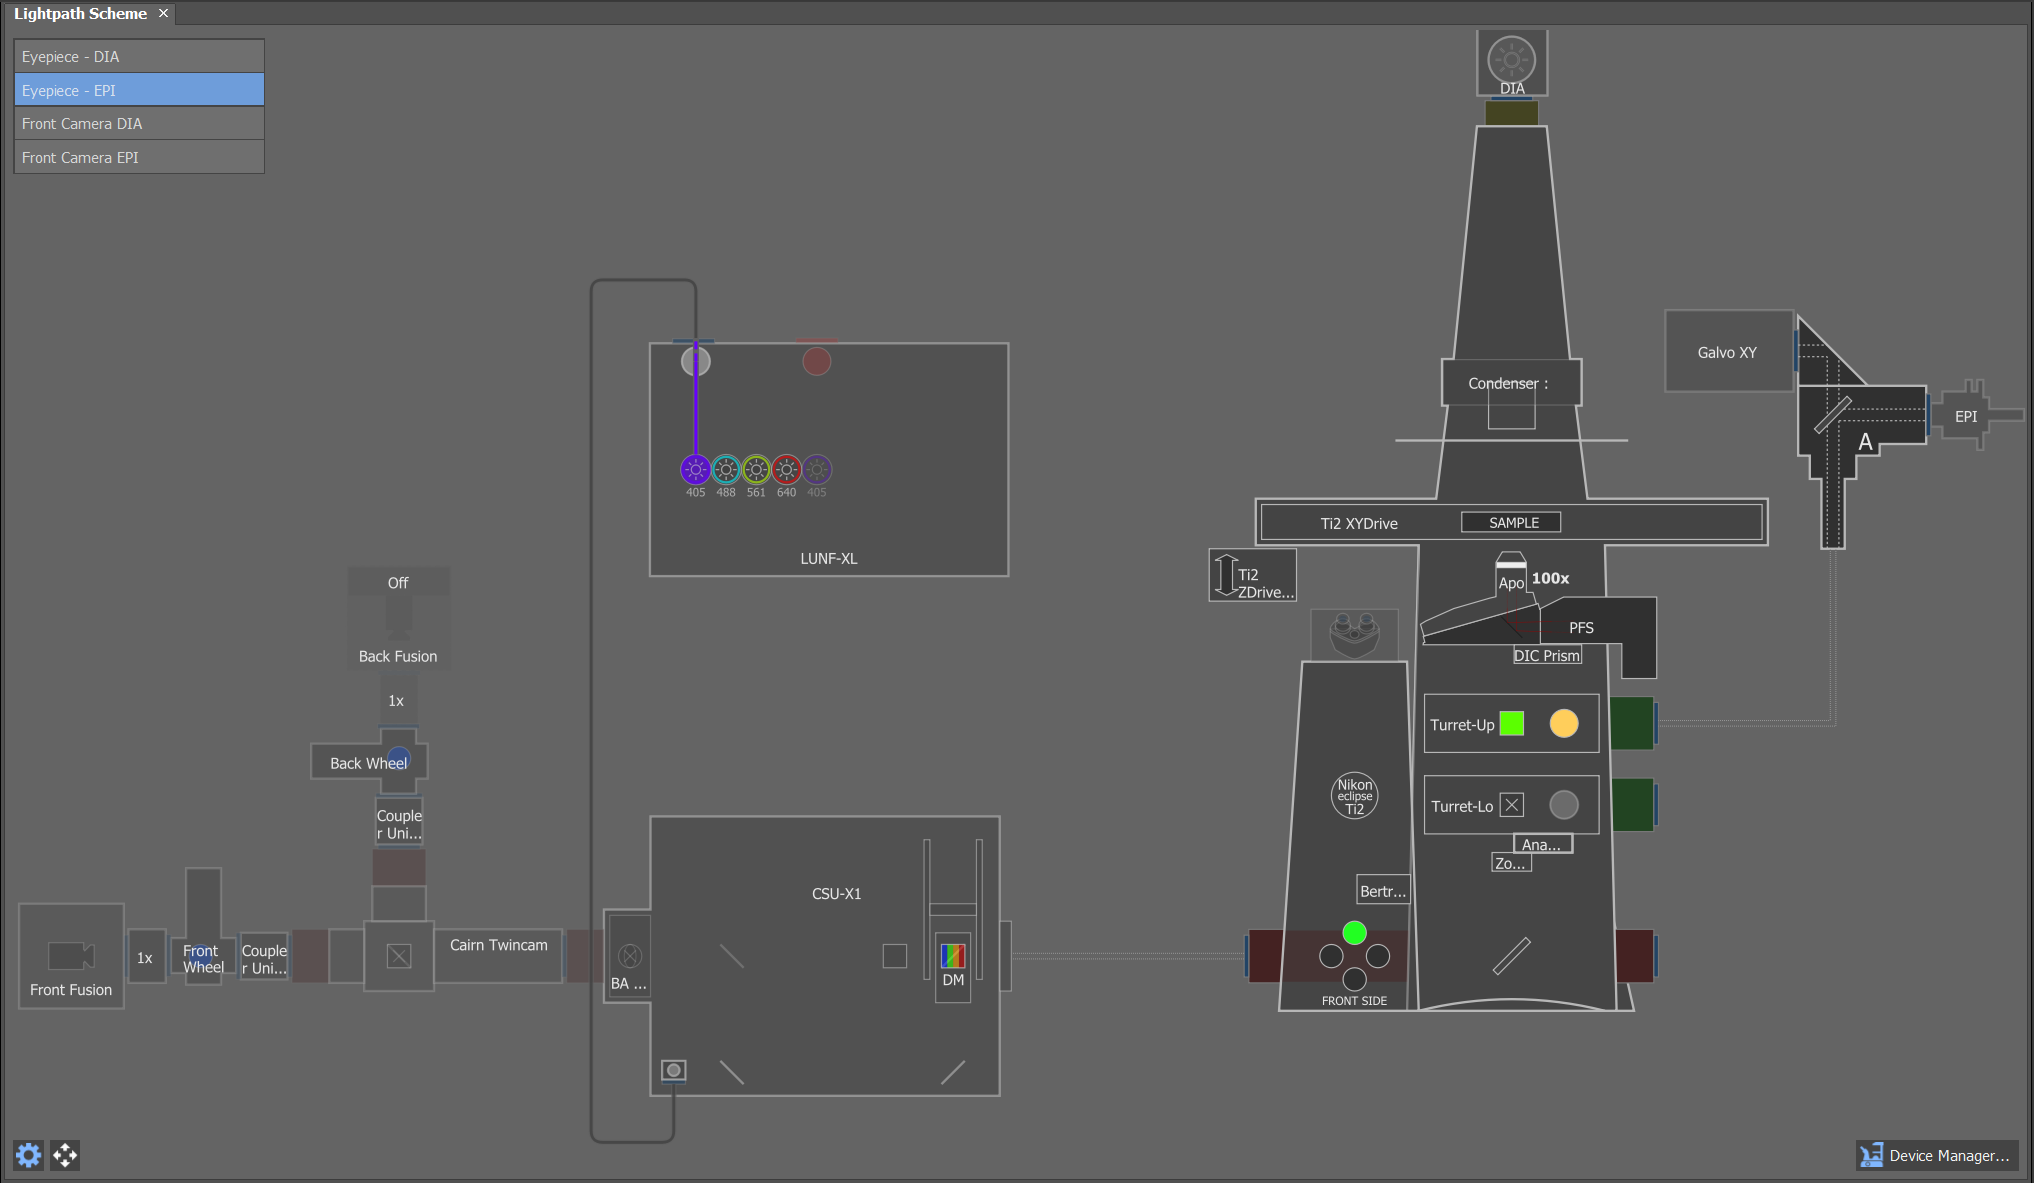 Lightpath Scheme ×
Eyepiece - DIA
Eyepiece - EPI
Front Camera DIA
Front Camera EPI
DIA
Galvo XY
Condenser :
EPI
A
405 488 561 640 405
LUNF-XL
Ti2 XYDrive
SAMPLE
Ti2
ZDrive...
Apo
100x
PFS
DIC Prism
Off
Back Fusion
1x
Turret-Up
Back Wheel
Nikon
eclipse
Ti2
Turret-Lo
Couple
r Uni...
Ana...
Zo...
Bertr...
CSU-X1
Cairn Twincam
Front
Wheel
Couple
r Uni...
1x
Front Fusion
BA ...
DM
FRONT SIDE
Device Manager...